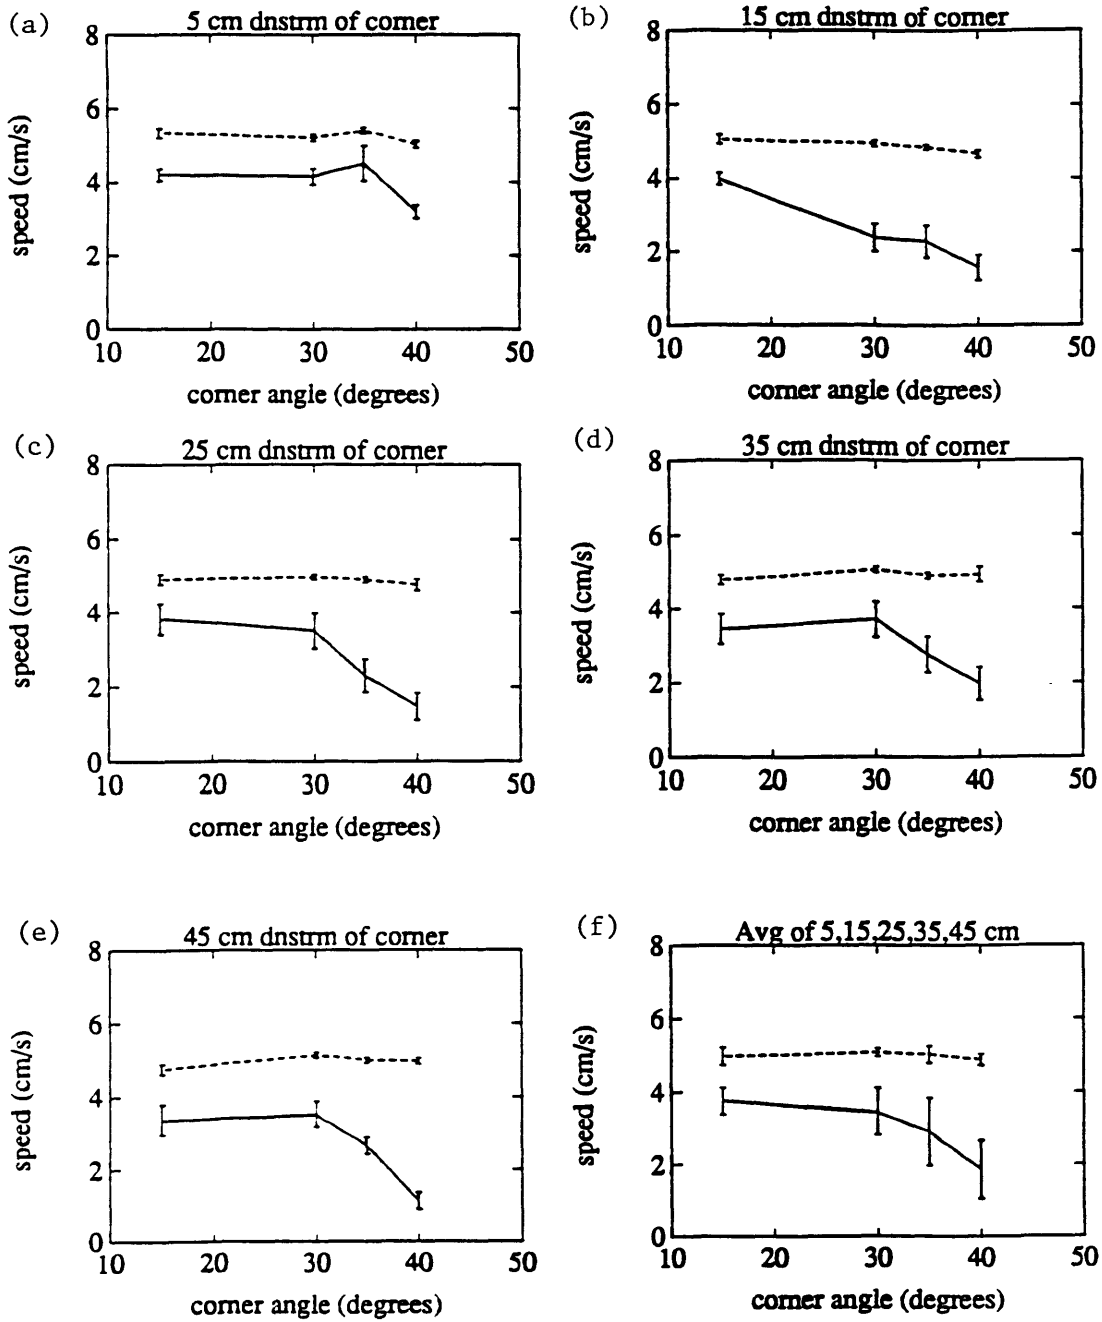 (a) 5 cm dnstrm of corner
8
6
4
2
0
speed (cm/s)
10 20 30 40 50
corner angle (degrees)
(b) 15 cm dnstrm of corner
8
6
4
2
0
speed (cm/s)
10 20 30 40 50
corner angle (degrees)
(c) 25 cm dnstrm of corner
8
6
4
2
0
speed (cm/s)
10 20 30 40 50
corner angle (degrees)
(d) 35 cm dnstrm of corner
8
6
4
2
0
speed (cm/s)
10 20 30 40 50
corner angle (degrees)
(e) 45 cm dnstrm of corner
8
6
4
2
0
speed (cm/s)
10 20 30 40 50
corner angle (degrees)
(f) Avg of 5,15,25,35,45 cm
8
6
4
2
0
speed (cm/s)
10 20 30 40 50
corner angle (degrees)